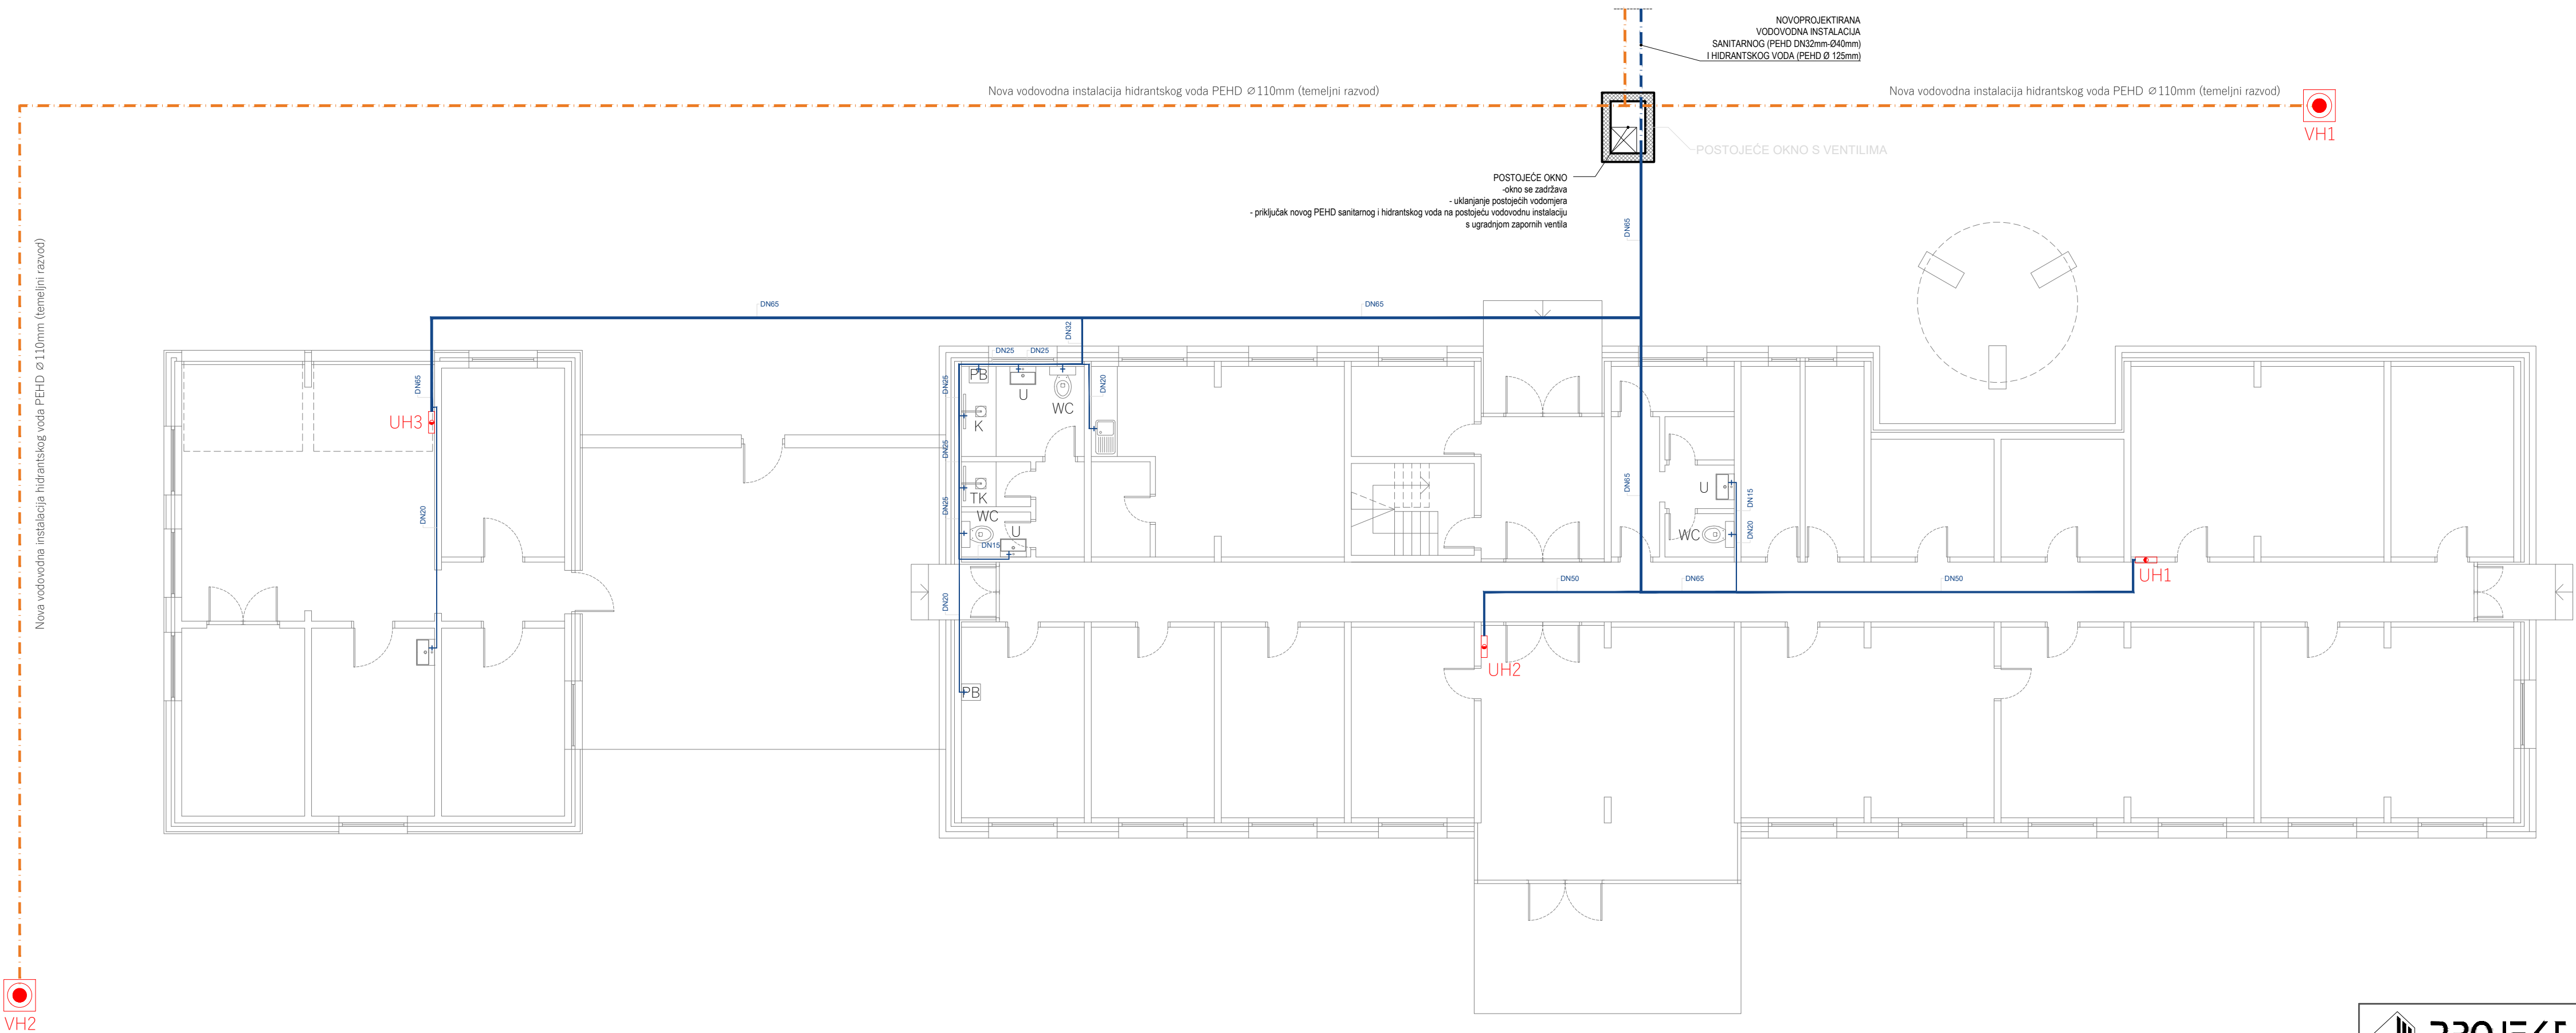 NOVOPROJEKTIRANA
VODOVODNA INSTALACIJA
SANITARNOG (PEHD DN32mm-Ø40mm)
I HIDRANTSKOG VODA (PEHD Ø 125mm)
Nova vodovodna instalacija hidrantskog voda PEHD ⌀110mm (temeljni razvod)
Nova vodovodna instalacija hidrantskog voda PEHD ⌀110mm (temeljni razvod)
VH1
POSTOJEĆE OKNO S VENTILIMA
POSTOJEĆE OKNO
-okno se zadržava
- uklanjanje postojećih vodomjera
- priključak novog PEHD sanitarnog i hidrantskog voda na postojeću vodovodnu instalaciju
s ugradnjom zapornih ventila
DN65
Nova vodovodna instalacija hidrantskog voda PEHD ⌀110mm (temeljni razvod)
DN65
DN65
DN32
DN25
DN25
DN65
DN25
PB
U
WC
DN20
UH3
K
DN25
DN65
TK
U
DN15
DN20
DN25
WC
U
DN20
WC
DN15
UH1
DN20
DN50
DN65
DN50
UH2
PB
VH2